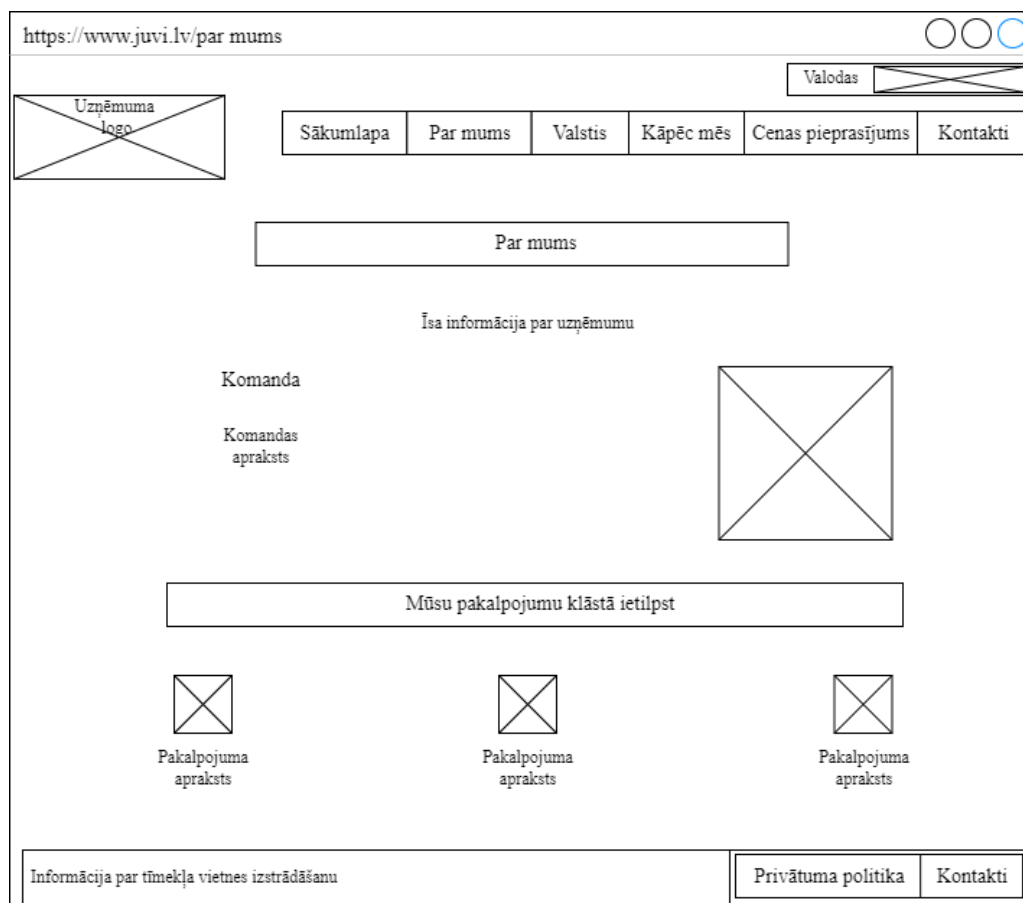 https://www.juvi.lv/par mums
Valodas
Uzņēmuma
logo
Sākumlapa
Par mums
Valstis
Kāpēc mēs
Cenas pieprasījums
Kontakti
Par mums
Īsa informācija par uzņēmumu
Komanda
Komandas
apraksts
Mūsu pakalpojumu klāstā ietilpst
Pakalpojuma
apraksts
Pakalpojuma
apraksts
Pakalpojuma
apraksts
Informācija par tīmekļa vietnes izstrādāšanu
Privātuma politika
Kontakti